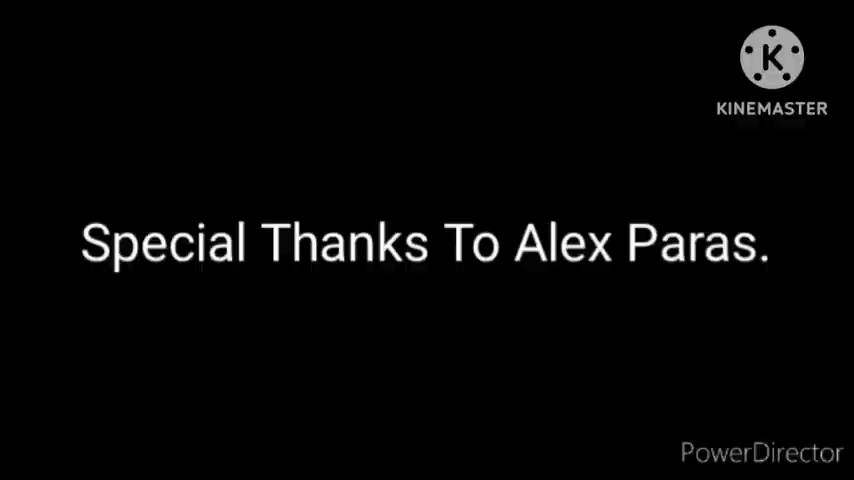 K
KINEMASTER
Special Thanks To Alex Paras.
PowerDirector